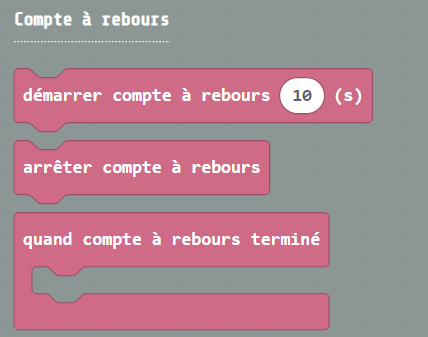 Compte à rebours
démarrer compte à rebours 10 (s)
arrêter compte à rebours
quand compte à rebours terminé